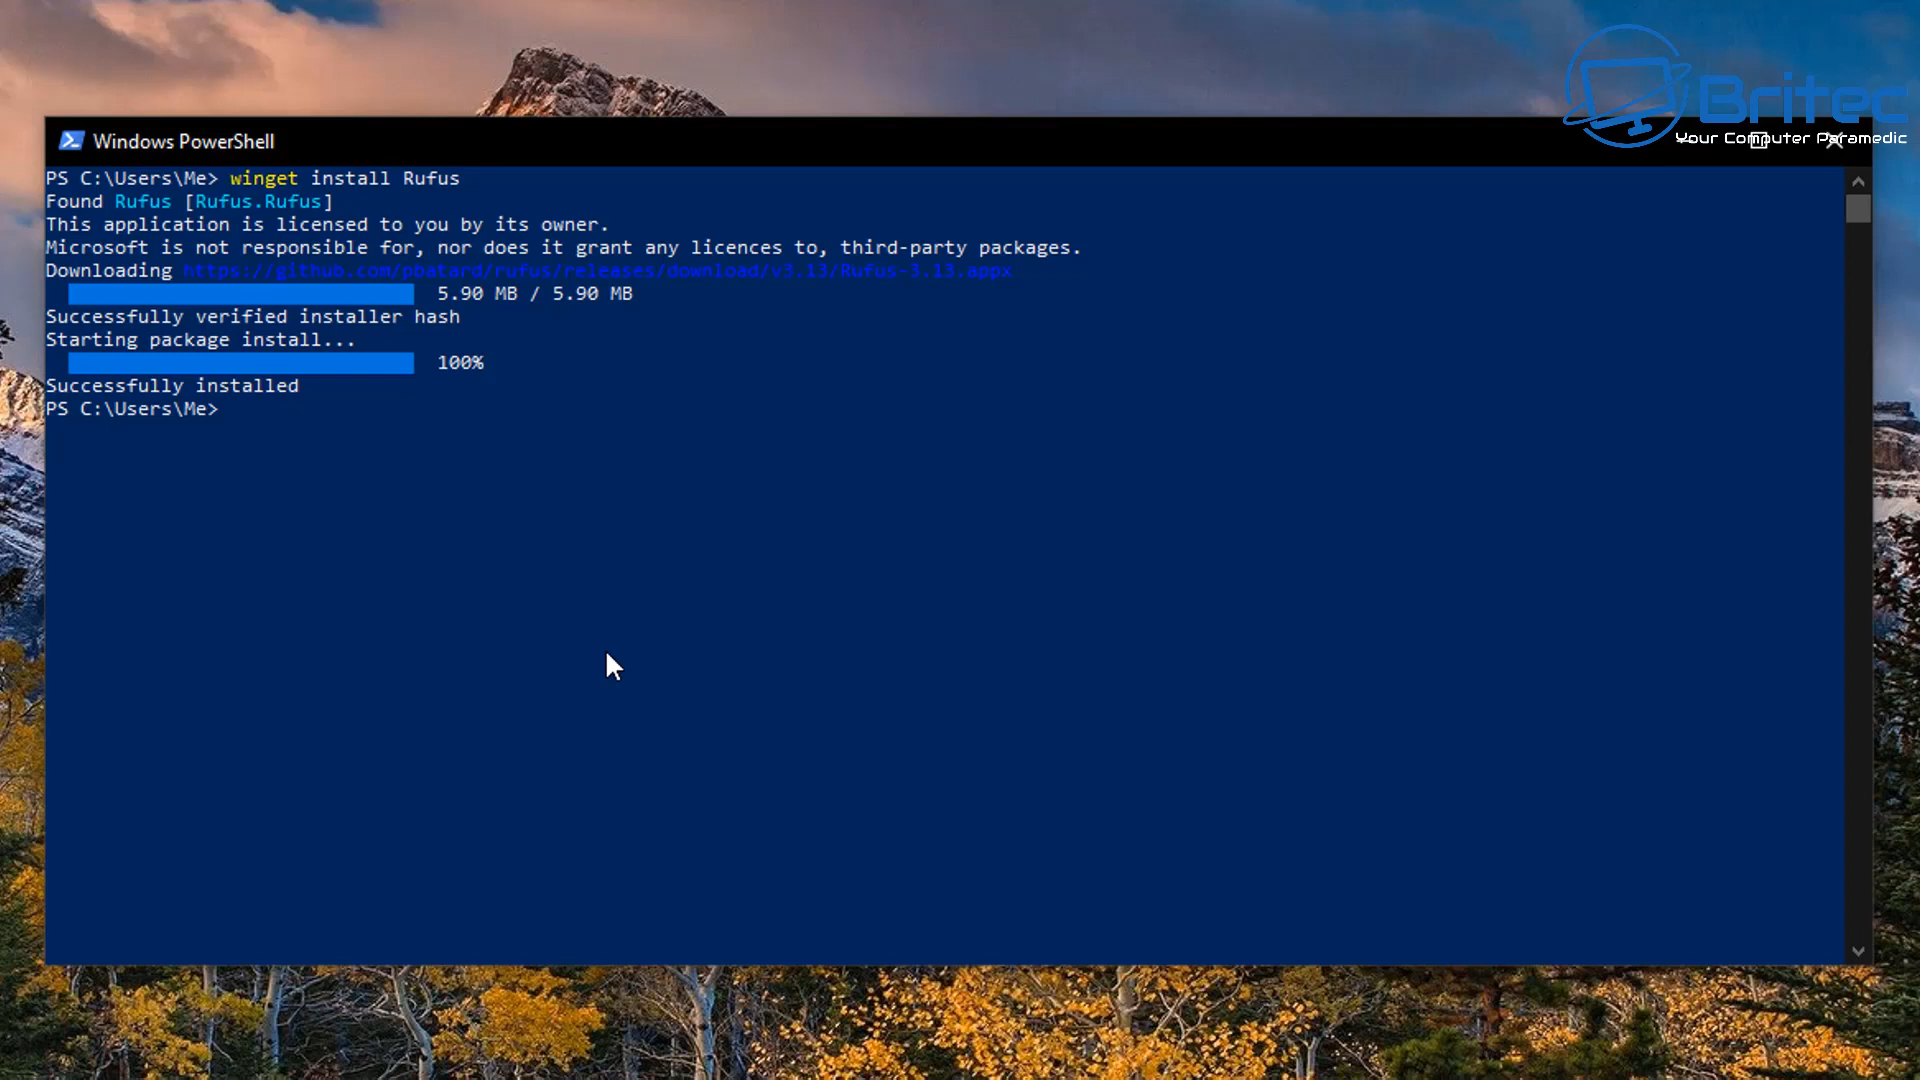 Britec
Your Computer Paramedic
Windows PowerShell
PS C:\Users\Me> winget install Rufus
Found Rufus [Rufus.Rufus]
This application is licensed to you by its owner.
Microsoft is not responsible for, nor does it grant any licences to, third-party packages.
Downloading https://github.com/pbatard/rufus/releases/download/v3.13/Rufus-3.13.appx
5.90 MB / 5.90 MB
Successfully verified installer hash
Starting package install...
100%
Successfully installed
PS C:\Users\Me>